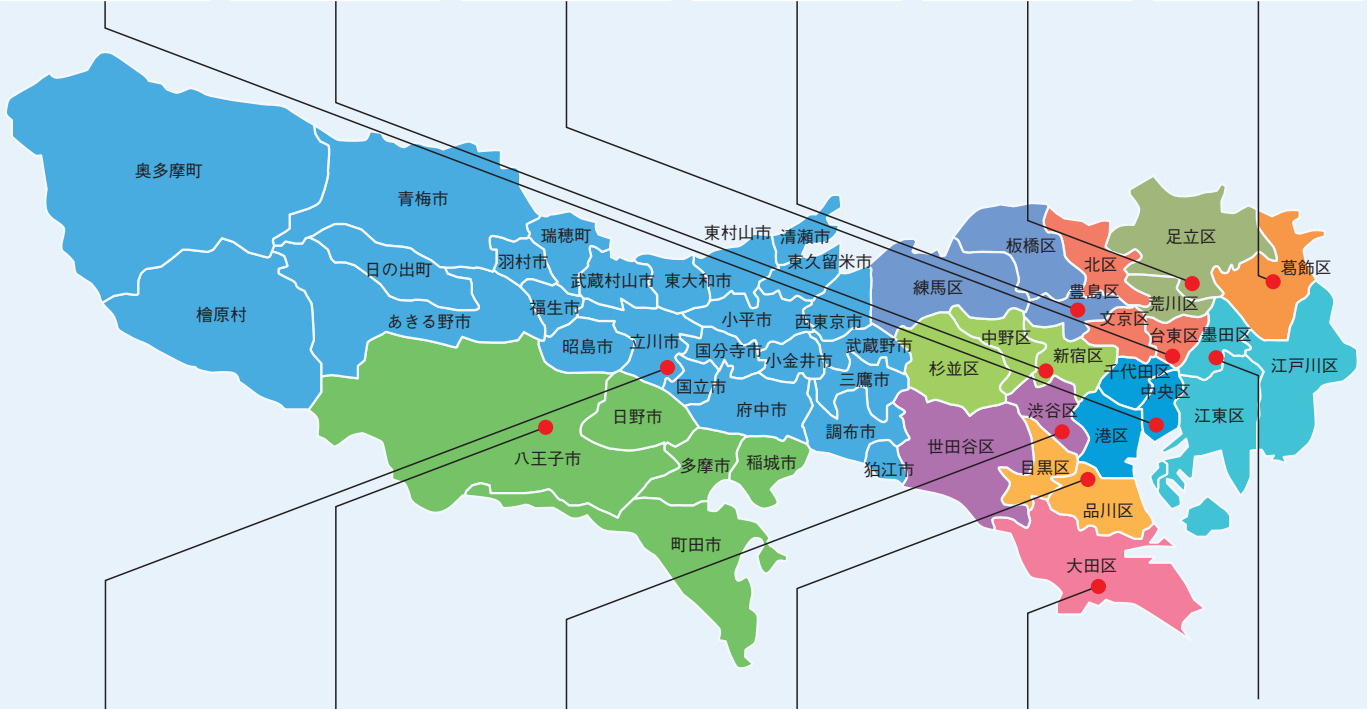 奥多摩町
青梅市
檜原村
日の出町
あきる野市
瑞穂町
羽村市
福生市
武蔵村山市
東大和市
東村山市
清瀬市
東久留米市
昭島市
立川市
小平市
西東京市
国分寺市
小金井市
武蔵野市
国立市
三鷹市
府中市
調布市
狛江市
日野市
八王子市
多摩市
稲城市
町田市
板橋区
練馬区
北区
足立区
葛飾区
豊島区
荒川区
文京区
台東区
墨田区
中野区
新宿区
杉並区
千代田区
中央区
江戸川区
江東区
渋谷区
港区
世田谷区
目黒区
品川区
大田区